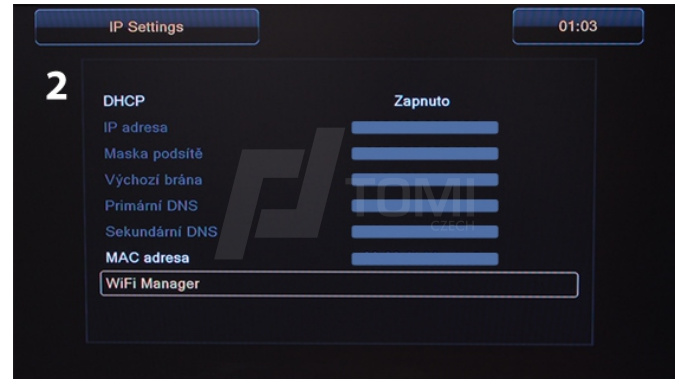 IP Settings 01:03
2
DHCP Zapnuto
IP adresa
Maska podsítě
Výchozí brána
Primární DNS
Sekundární DNS
MAC adresa
WiFi Manager
TOMI
CZECH